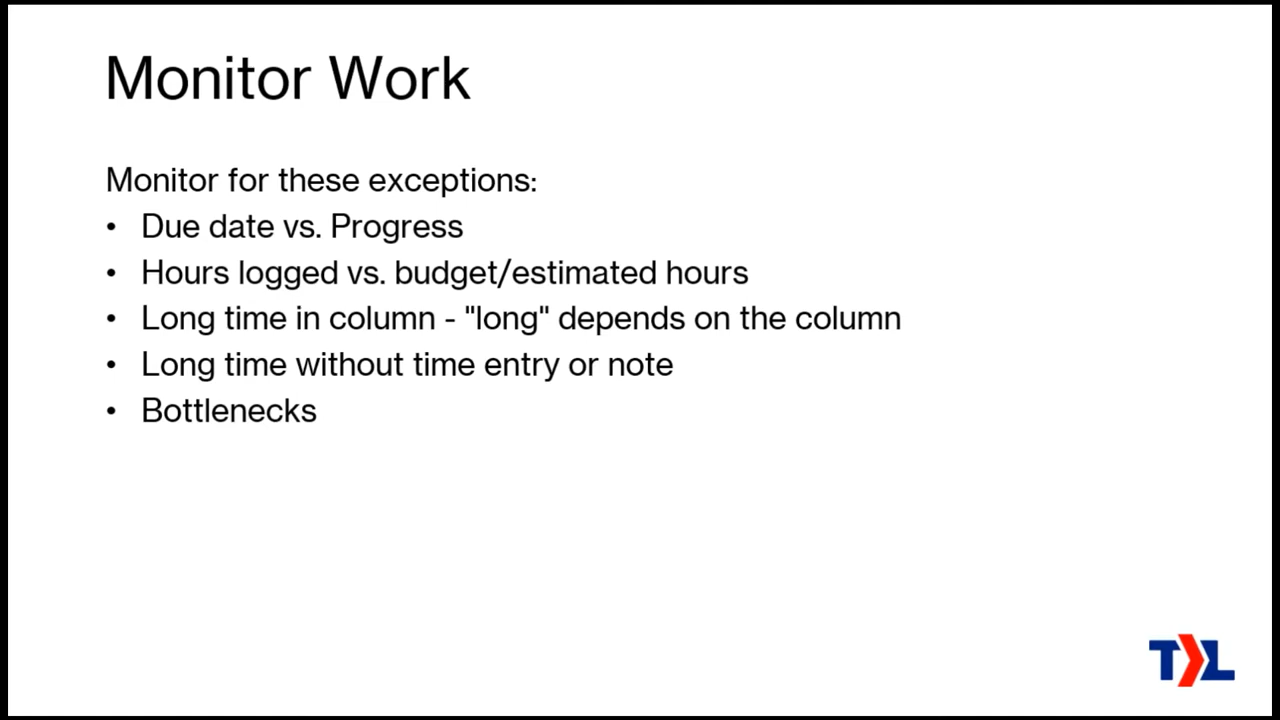 Monitor Work
Monitor for these exceptions:
• Due date vs. Progress
• Hours logged vs. budget/estimated hours
• Long time in column - "long" depends on the column
• Long time without time entry or note
• Bottlenecks
TL